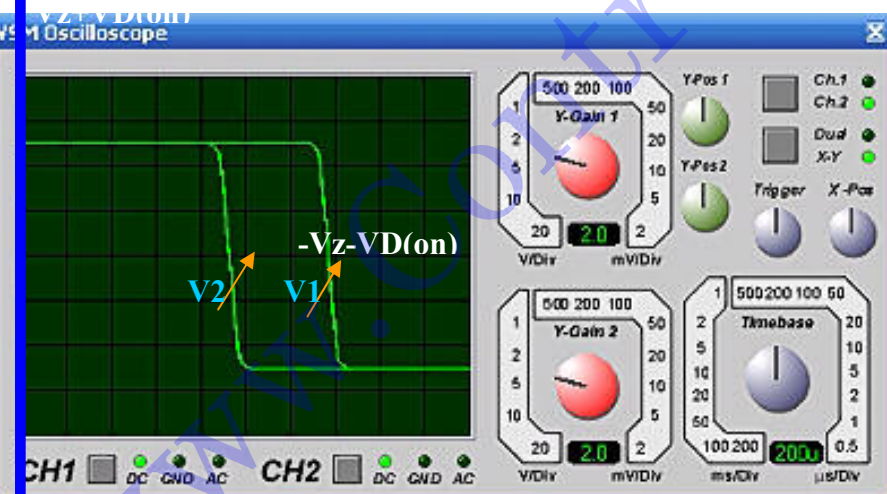 Vz+VD(on)
VSM Oscilloscope
-Vz-VD(on)
V2
V1
www.Contr
Y-Gain 1
500 200 100
50
20
10
5
2
1
2
5
10
20
2.0
V/Div
mV/Div
Y-Pos 1
Y-Pos2
Ch.1
Ch.2
Dual
X-Y
Trigger
X-Pos
Y-Gain 2
500 200 100
50
20
10
5
2
1
2
5
10
20
2.0
V/Div
mV/Div
Timebase
500 200 100 50
20
10
5
2
1
0.5
1
2
5
10
20
50
100 200
200u
ms/Div
µs/Div
CH1
DC GND AC
CH2
DC GND AC